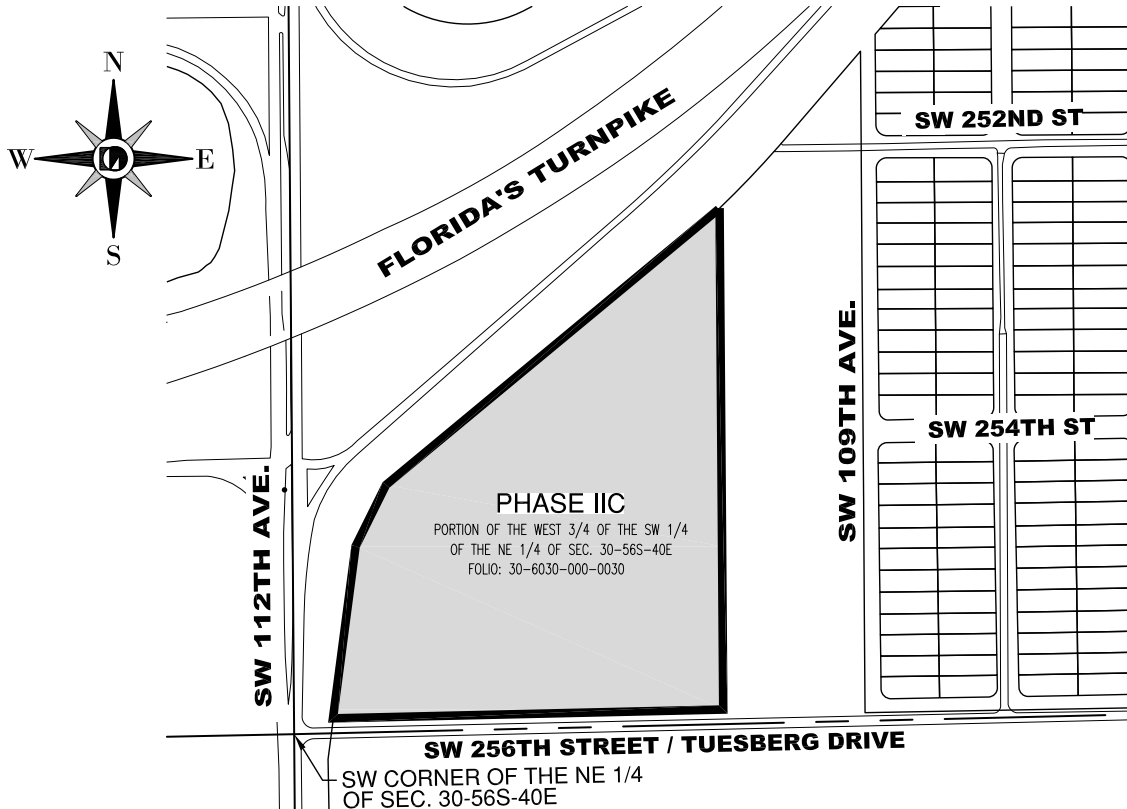 N
W
E
S
FLORIDA'S TURNPIKE
SW 252ND ST
SW 109TH AVE.
SW 254TH ST
SW 112TH AVE.
PHASE IIC
PORTION OF THE WEST 3/4 OF THE SW 1/4
OF THE NE 1/4 OF SEC. 30-56S-40E
FOLIO: 30-6030-000-0030
SW 256TH STREET / TUESBERG DRIVE
SW CORNER OF THE NE 1/4
OF SEC. 30-56S-40E